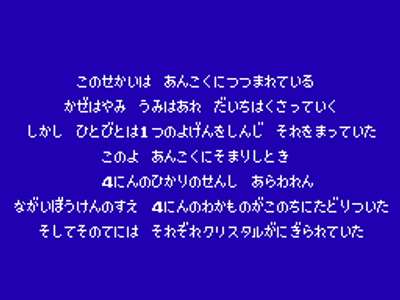 このせかいは　あんこくにつつまれている
かぜはやみ　うみはあれ　だいちはくさっていく
しかし　ひとびとは1つのよげんをしんじ　それをまっていた
このよ　あんこくにそまりしとき
4にんのひかりのせんし　あらわれん
ながいぼうけんのすえ　4にんのわかものがこのちにたどりついた
そしてそのてには　それぞれクリスタルがにぎられていた